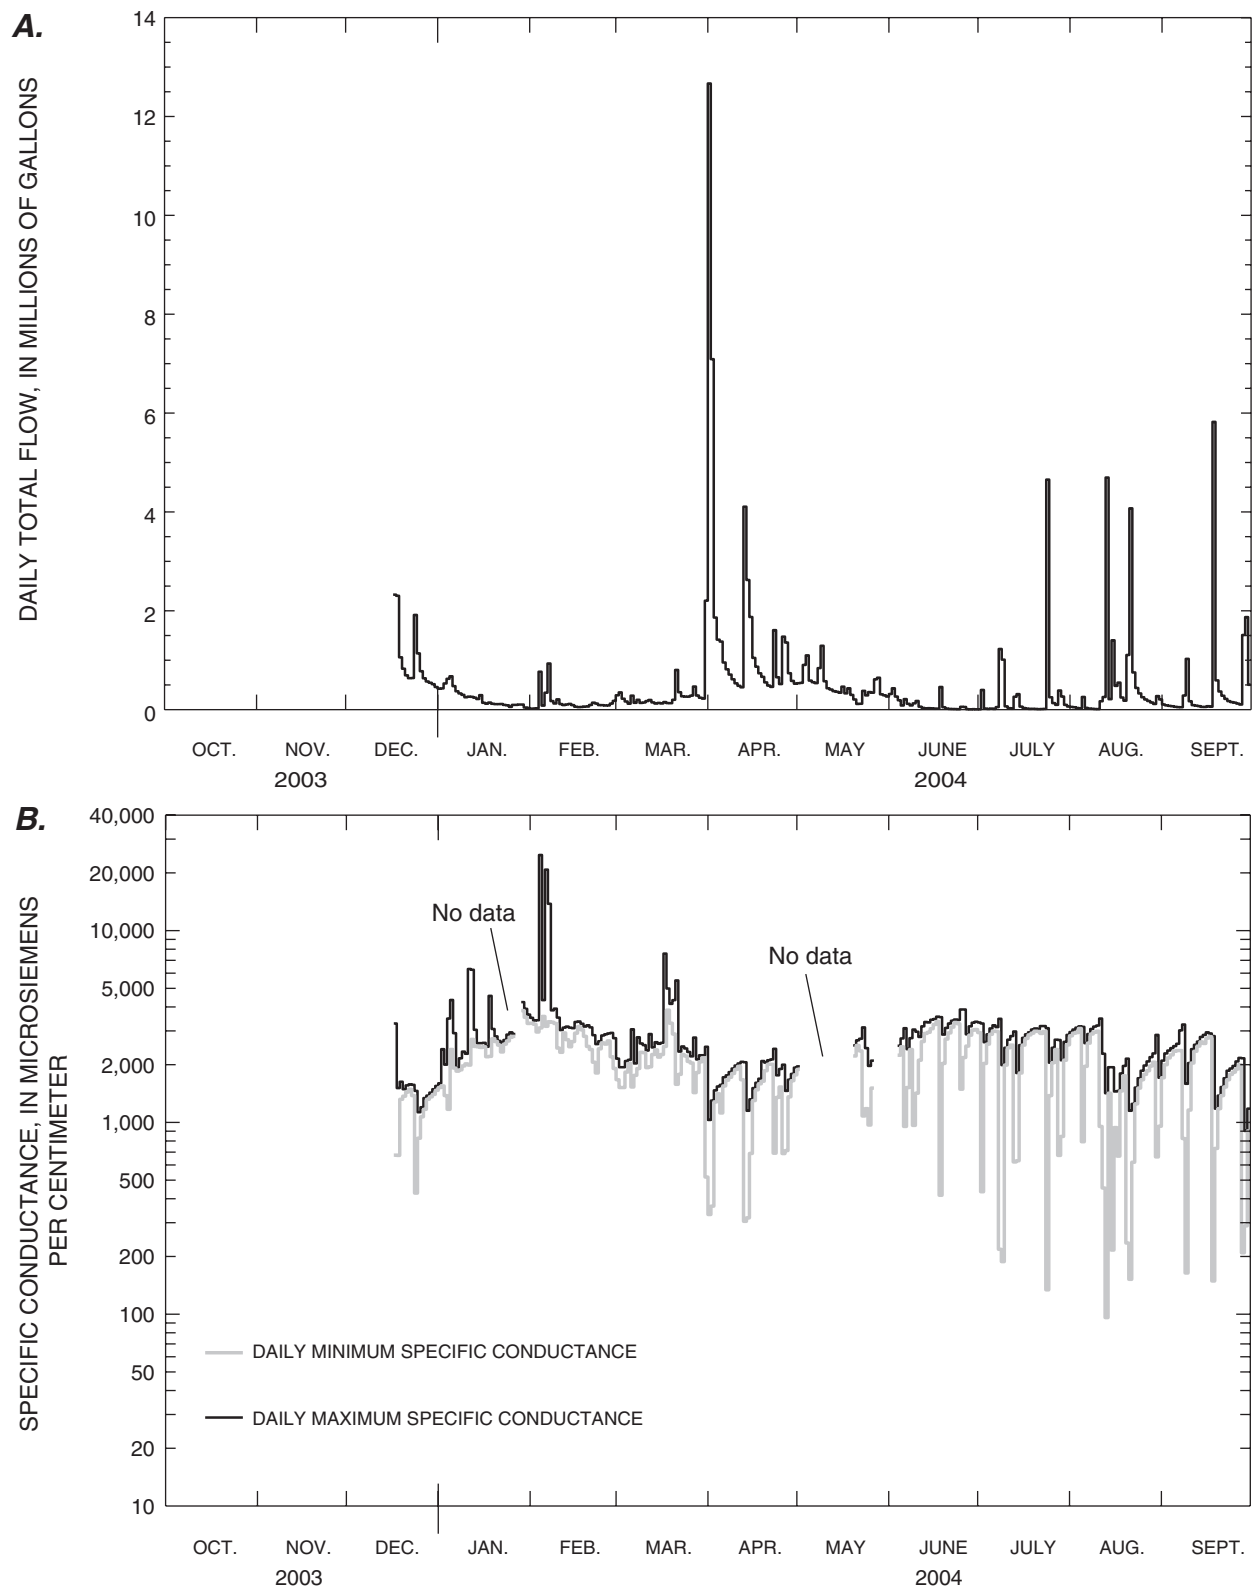 A.
DAILY TOTAL FLOW, IN MILLIONS OF GALLONS
14
12
10
8
6
4
2
0
OCT. NOV. DEC. JAN. FEB. MAR. APR. MAY JUNE JULY AUG. SEPT.
2003 2004
B.
SPECIFIC CONDUCTANCE, IN MICROSIEMENS
PER CENTIMETER
40,000
20,000
10,000
5,000
2,000
1,000
500
200
100
50
20
10
No data
No data
DAILY MINIMUM SPECIFIC CONDUCTANCE
DAILY MAXIMUM SPECIFIC CONDUCTANCE
OCT. NOV. DEC. JAN. FEB. MAR. APR. MAY JUNE JULY AUG. SEPT.
2003 2004